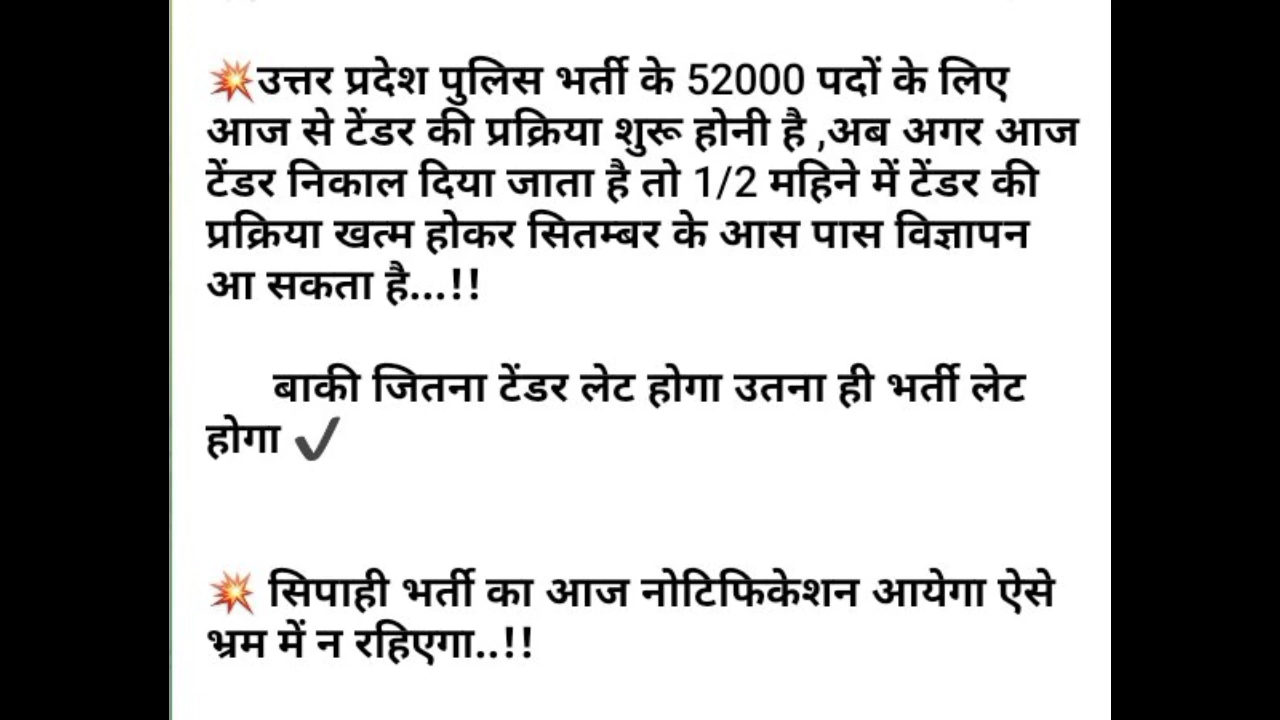 💥उत्तर प्रदेश पुलिस भर्ती के 52000 पदों के लिए
आज से टेंडर की प्रक्रिया शुरू होनी है ,अब अगर आज
टेंडर निकाल दिया जाता है तो 1/2 महिने में टेंडर की
प्रक्रिया खत्म होकर सितम्बर के आस पास विज्ञापन
आ सकता है...!!
बाकी जितना टेंडर लेट होगा उतना ही भर्ती लेट
होगा ✔️
💥 सिपाही भर्ती का आज नोटिफिकेशन आयेगा ऐसे
भ्रम में न रहिएगा..!!